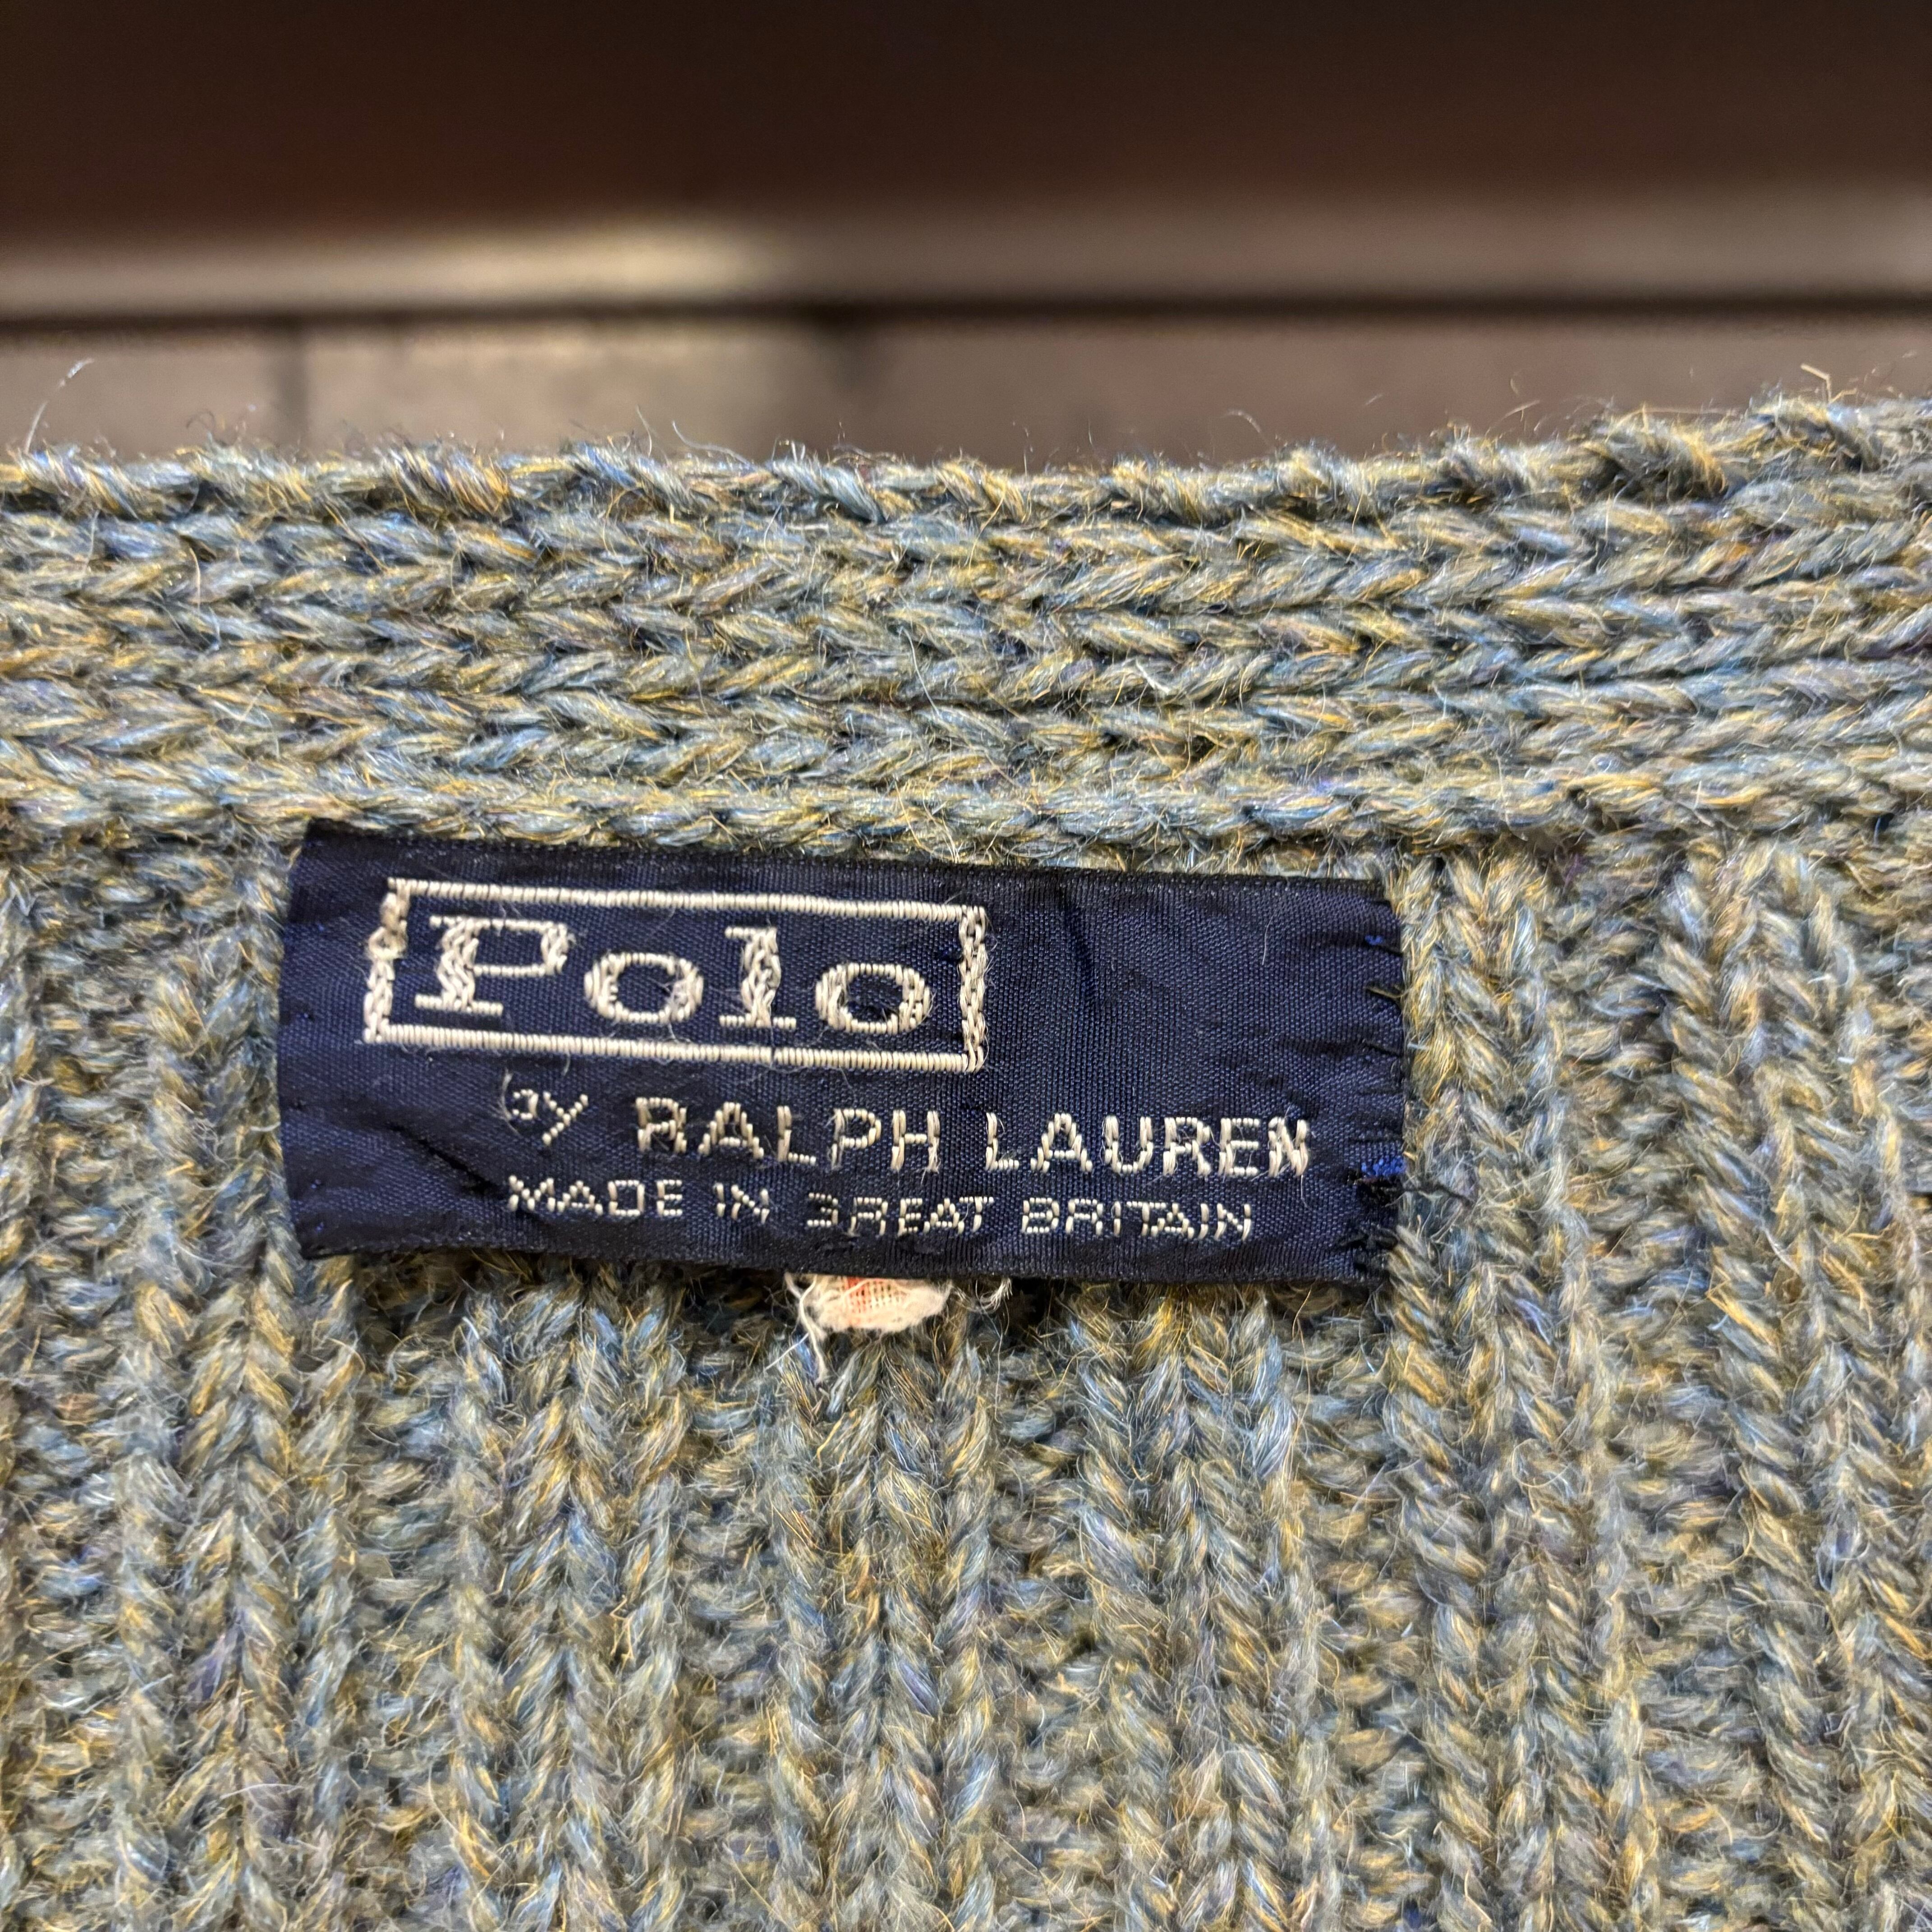 Polo
by RALPH LAUREN
MADE IN GREAT BRITAIN